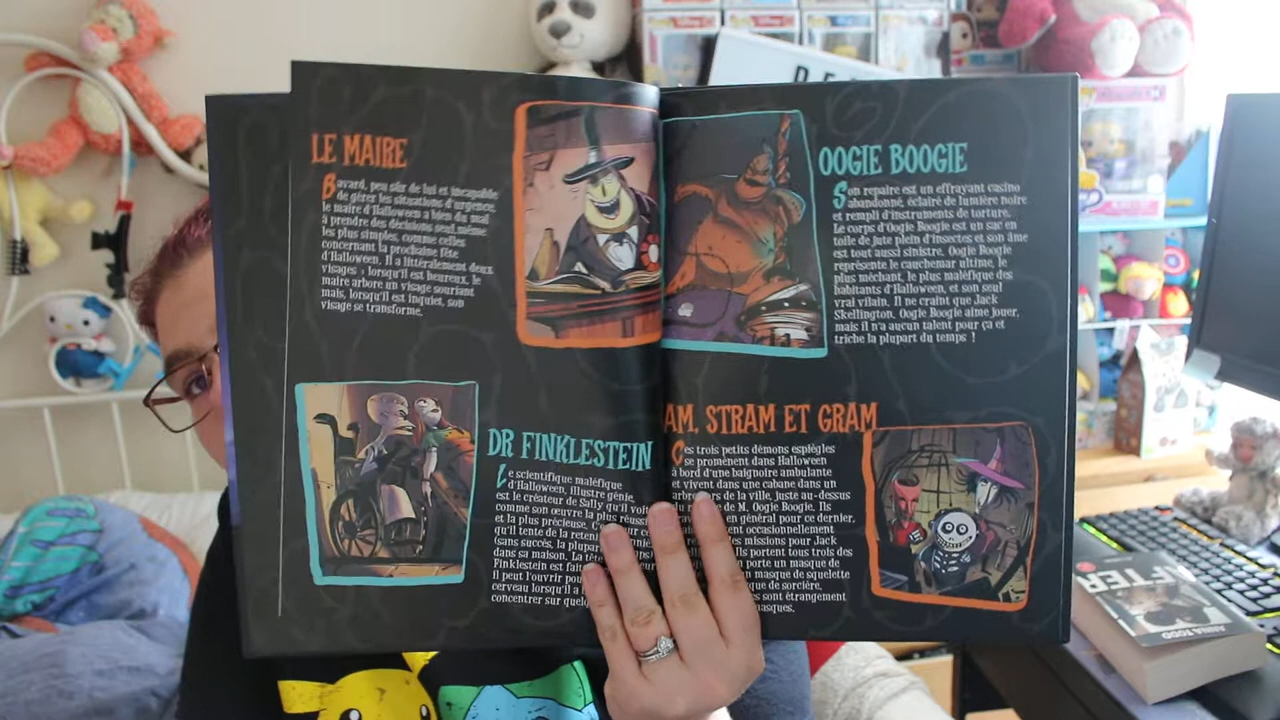 LE MAIRE
Bavard, peu sûr de lui et incapable
de gérer les situations d'urgence,
le maire d'Halloween a bien du mal
à prendre des décisions seul, même
les plus simples, comme celles
concernant la prochaine fête
d'Halloween. Il a littéralement deux
visages : lorsqu'il est heureux, le
maire arbore un visage souriant
mais, lorsqu'il est inquiet, son
visage se transforme.
DR FINKLESTEIN
Le scientifique maléfique
d'Halloween, illustre génie,
est le créateur de Sally qu'il voit
comme son œuvre la plus
et la plus précieuse.
il tente de la
(sans succès, la
dans sa maison. La
Finklestein est
il peut l'ouvrir
cerveau lorsqu'il
concentrer sur
OOGIE BOOGIE
Son repaire est un effrayant casino
abandonné, éclairé de lumière noire
et rempli d'instruments de torture.
Le corps d'Oogie Boogie est un sac en
toile de jute plein d'insectes et son âme
est tout aussi sinistre. Oogie Boogie
représente le cauchemar ultime, le
plus méchant, le plus maléfique des
habitants d'Halloween, et son seul
vrai vilain. Il ne craint que Jack
Skellington. Oogie Boogie aime jouer,
mais il n'a aucun talent pour ça et
triche la plupart du temps !
AM, STRAM ET GRAM
Ces trois petits démons espiègles
se promènent dans Halloween
à bord d'une baignoire ambulante
et vivent dans une cabane dans un
de la ville, juste au-dessus
de M. Oogie Boogie. Ils
en général pour ce dernier,
occasionnellement
missions pour Jack
Ils portent tous trois des
porte un masque de
masque de squelette
de sorcière,
sont étrangement
masques.
AFTER
ANNA TODD